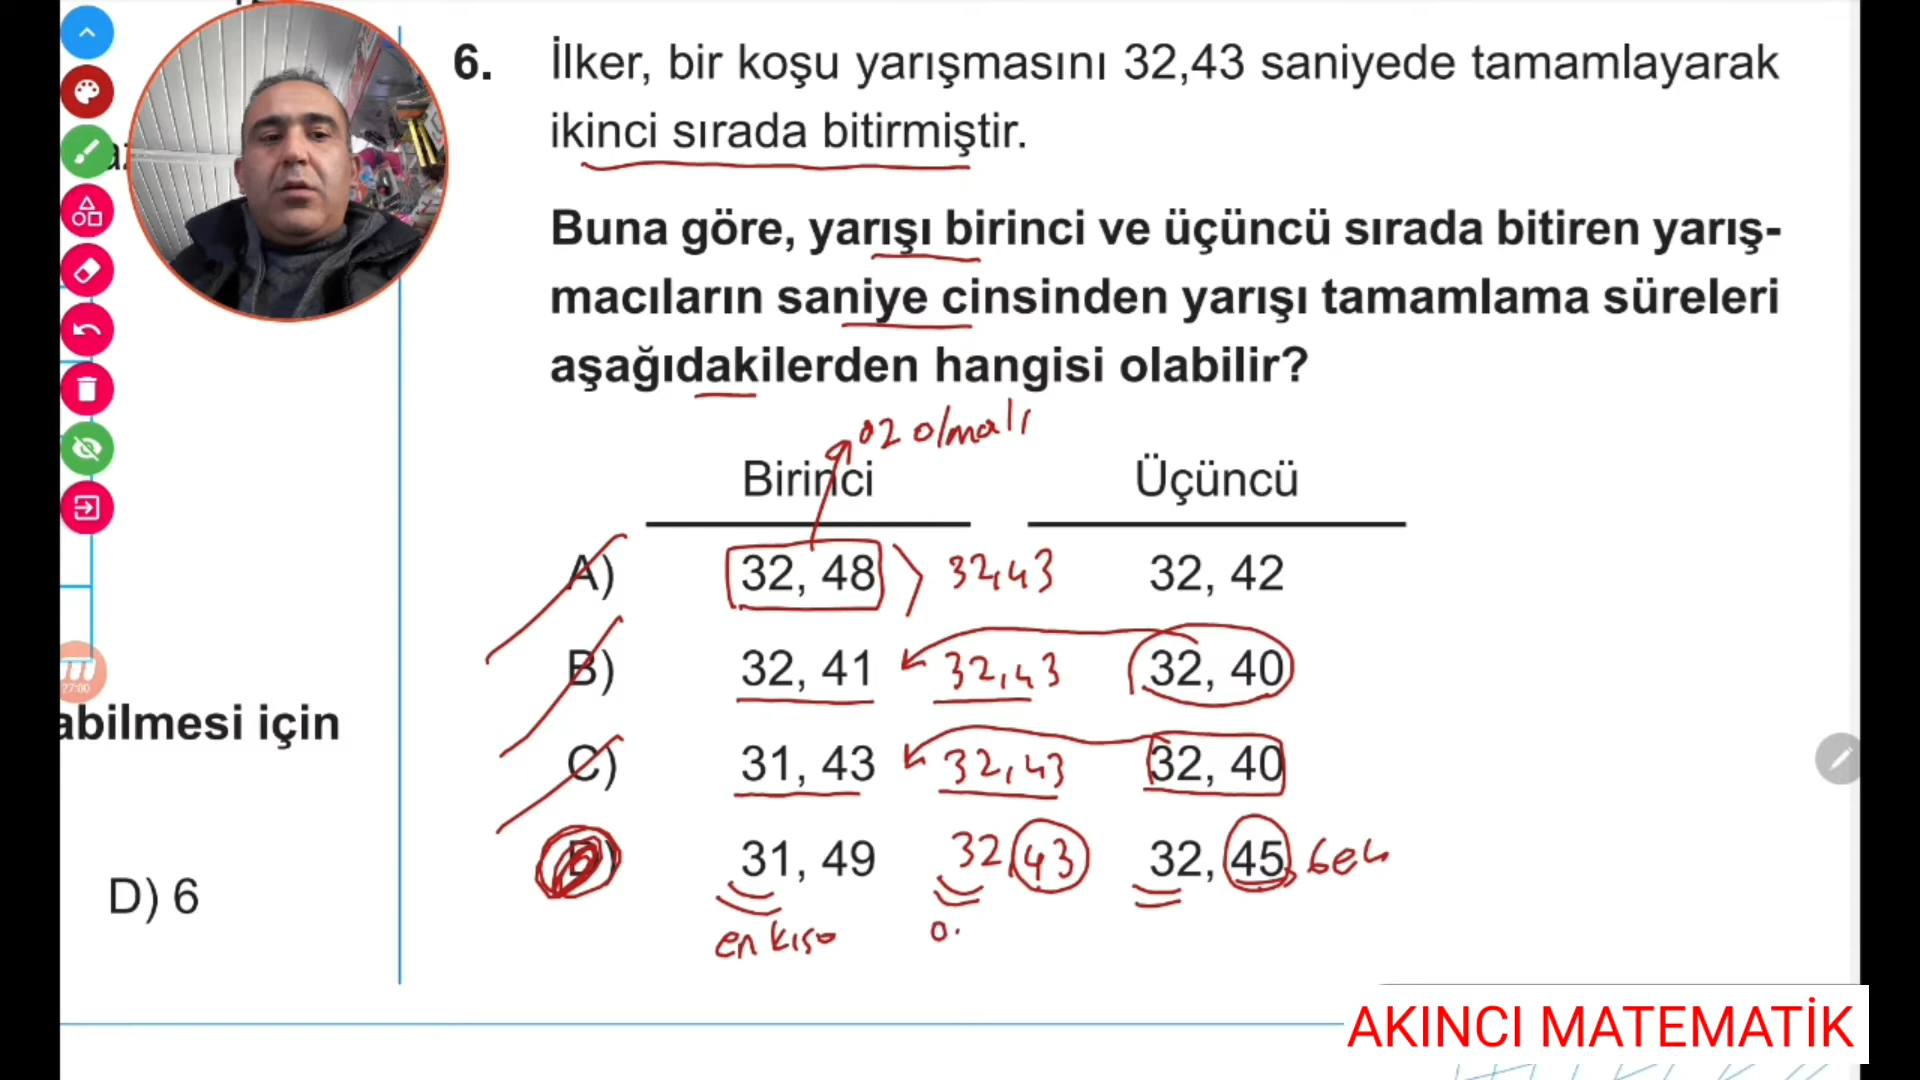 6. İlker, bir koşu yarışmasını 32,43 saniyede tamamlayarak
ikinci sırada bitirmiştir.
Buna göre, yarışı birinci ve üçüncü sırada bitiren yarış-
macıların saniye cinsinden yarışı tamamlama süreleri
aşağıdakilerden hangisi olabilir?
02 olmalı
Birinci Üçüncü
A) 32, 48 > 32,43 32, 42
B) 32, 41 32,43 32, 40
C) 31, 43 32,43 32, 40
D) 31, 49 32,43 32, 45
en kısa
27:00
abilmesi için
D) 6
AKINCI MATEMATİK